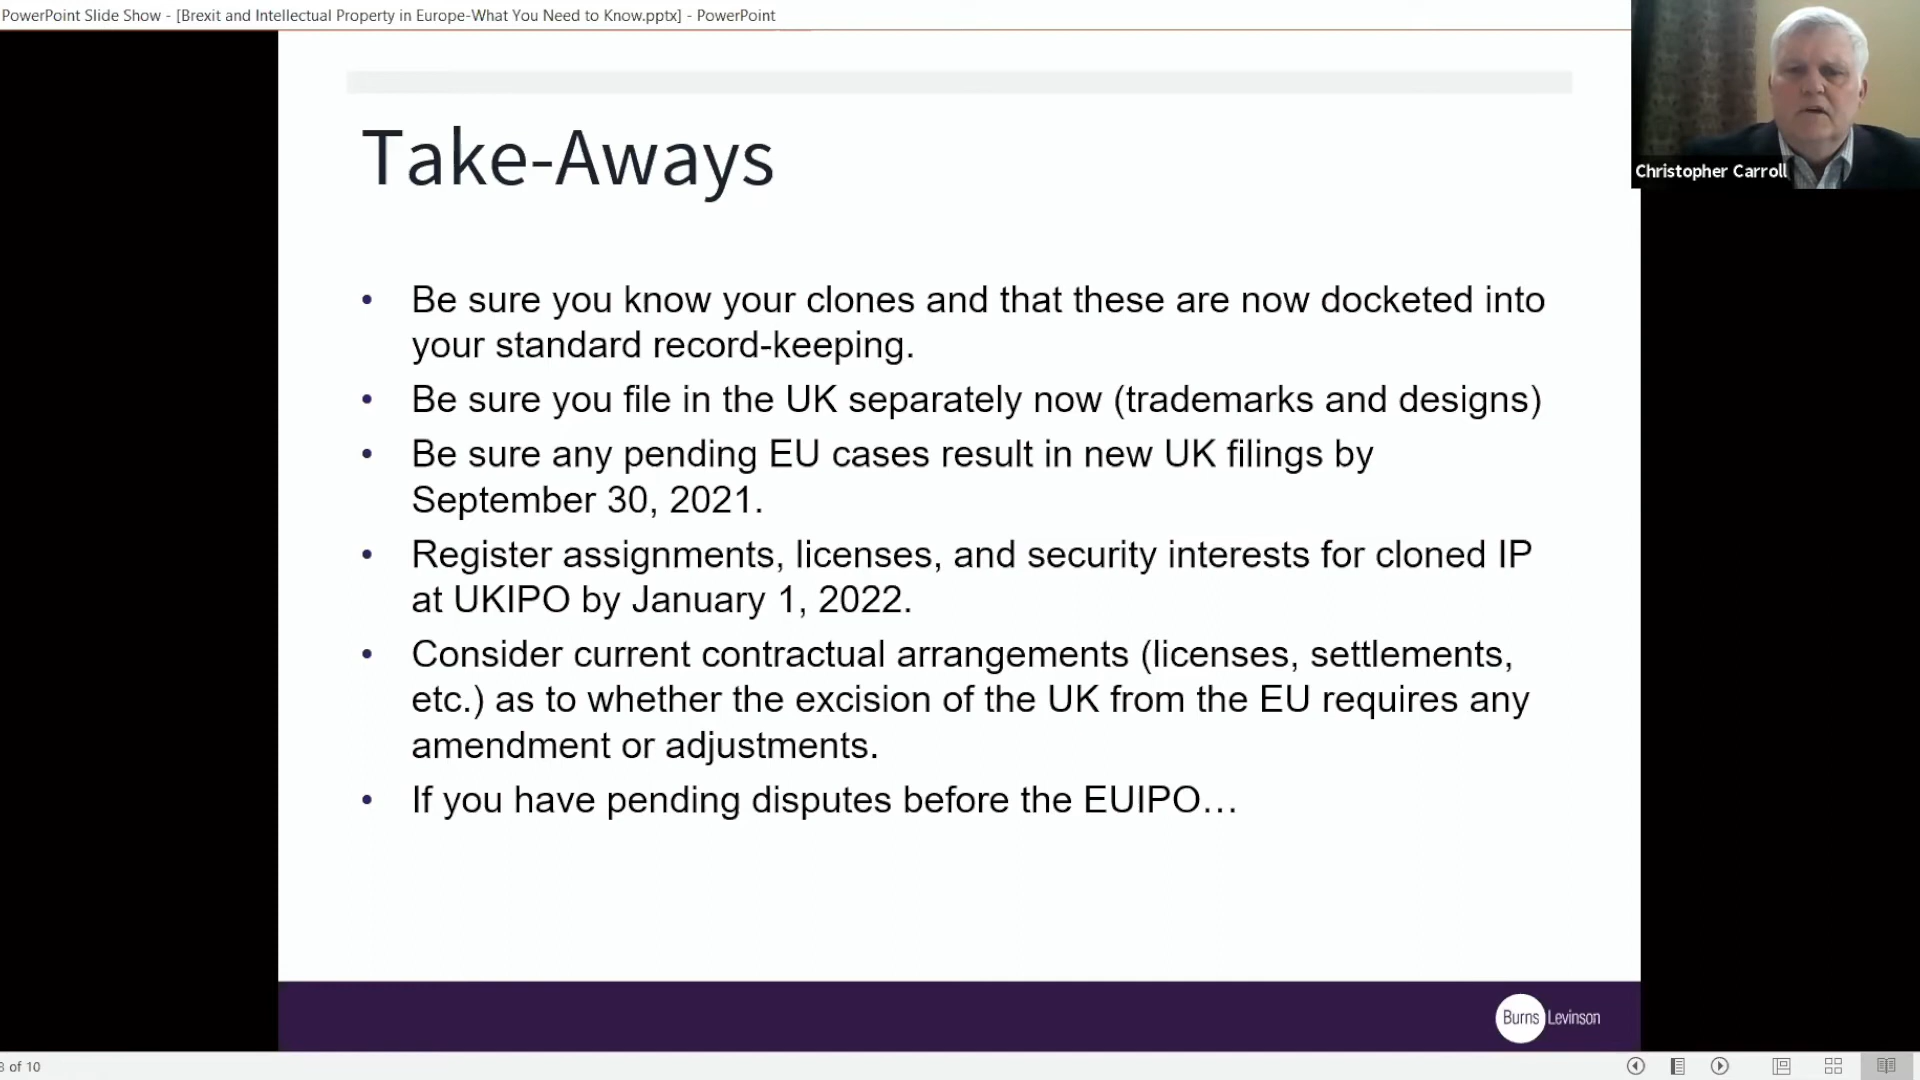 PowerPoint Slide Show - [Brexit and Intellectual Property in Europe-What You Need to Know.pptx] - PowerPoint
Christopher Carroll
Take-Aways
• Be sure you know your clones and that these are now docketed into
your standard record-keeping.
• Be sure you file in the UK separately now (trademarks and designs)
• Be sure any pending EU cases result in new UK filings by
September 30, 2021.
• Register assignments, licenses, and security interests for cloned IP
at UKIPO by January 1, 2022.
• Consider current contractual arrangements (licenses, settlements,
etc.) as to whether the excision of the UK from the EU requires any
amendment or adjustments.
• If you have pending disputes before the EUIPO…
Burns Levinson
of 10